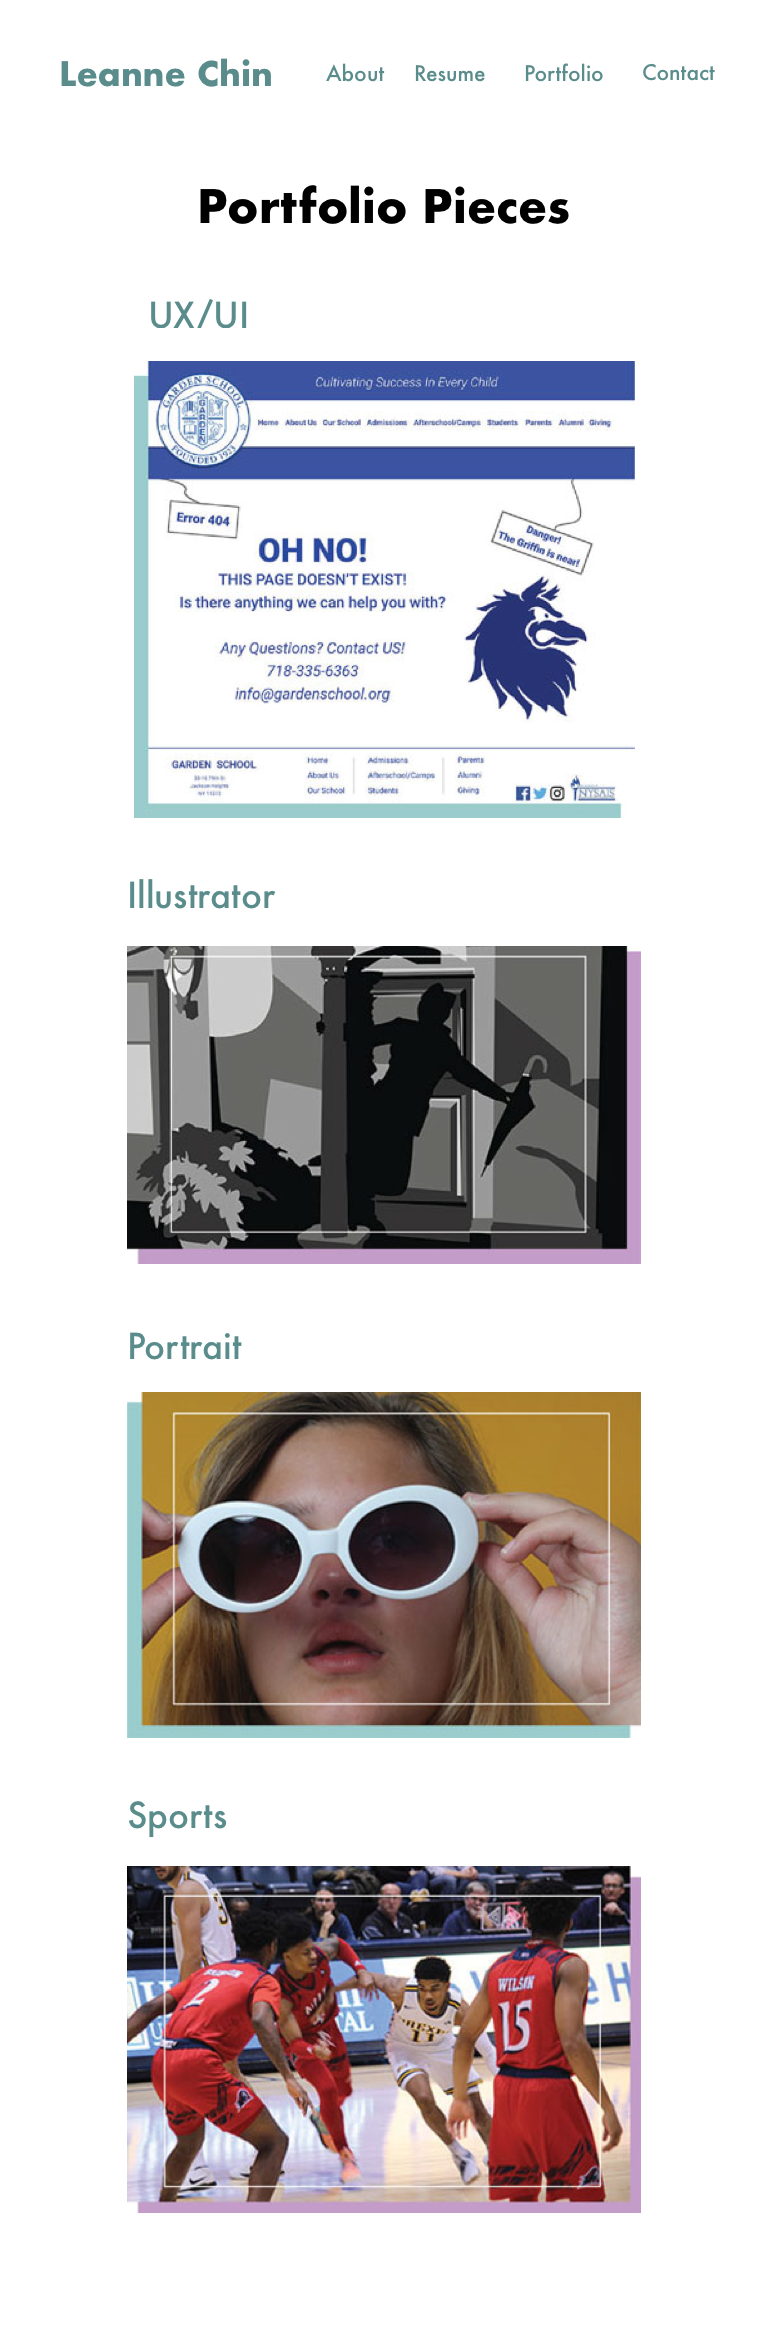 Leanne Chin
About Resume Portfolio Contact
Portfolio Pieces
UX/UI
Cultivating Success In Every Child
GARDEN SCHOOL
GARDEN
FOUNDED 1923
Home About Us Our School Admissions Afterschool/Camps Students Parents Alumni Giving
Error 404
Danger!
The Griffin is near!
OH NO!
THIS PAGE DOESN'T EXIST!
Is there anything we can help you with?
Any Questions? Contact US!
718-335-6363
info@gardenschool.org
GARDEN SCHOOL
Jackson Heights
Home
About Us
Our School
Admissions
Afterschool/Camps
Students
Parents
Alumni
Giving
NYSAIS
Illustrator
Portrait
Sports
3
2
DREXEL
11
WILSON
15